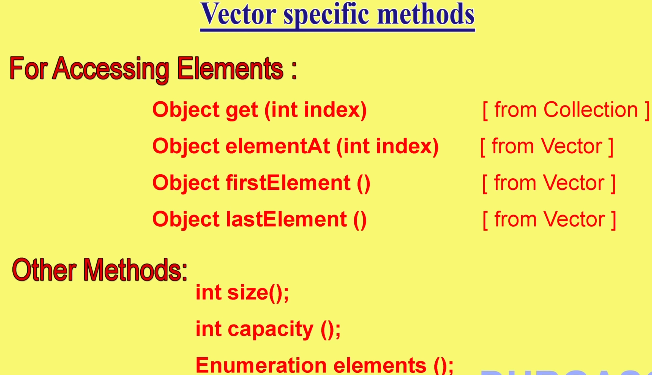 Vector specific methods
For Accessing Elements :
Object get (int index) [ from Collection ]
Object elementAt (int index) [ from Vector ]
Object firstElement () [ from Vector ]
Object lastElement () [ from Vector ]
Other Methods:
int size();
int capacity ();
Enumeration elements ();